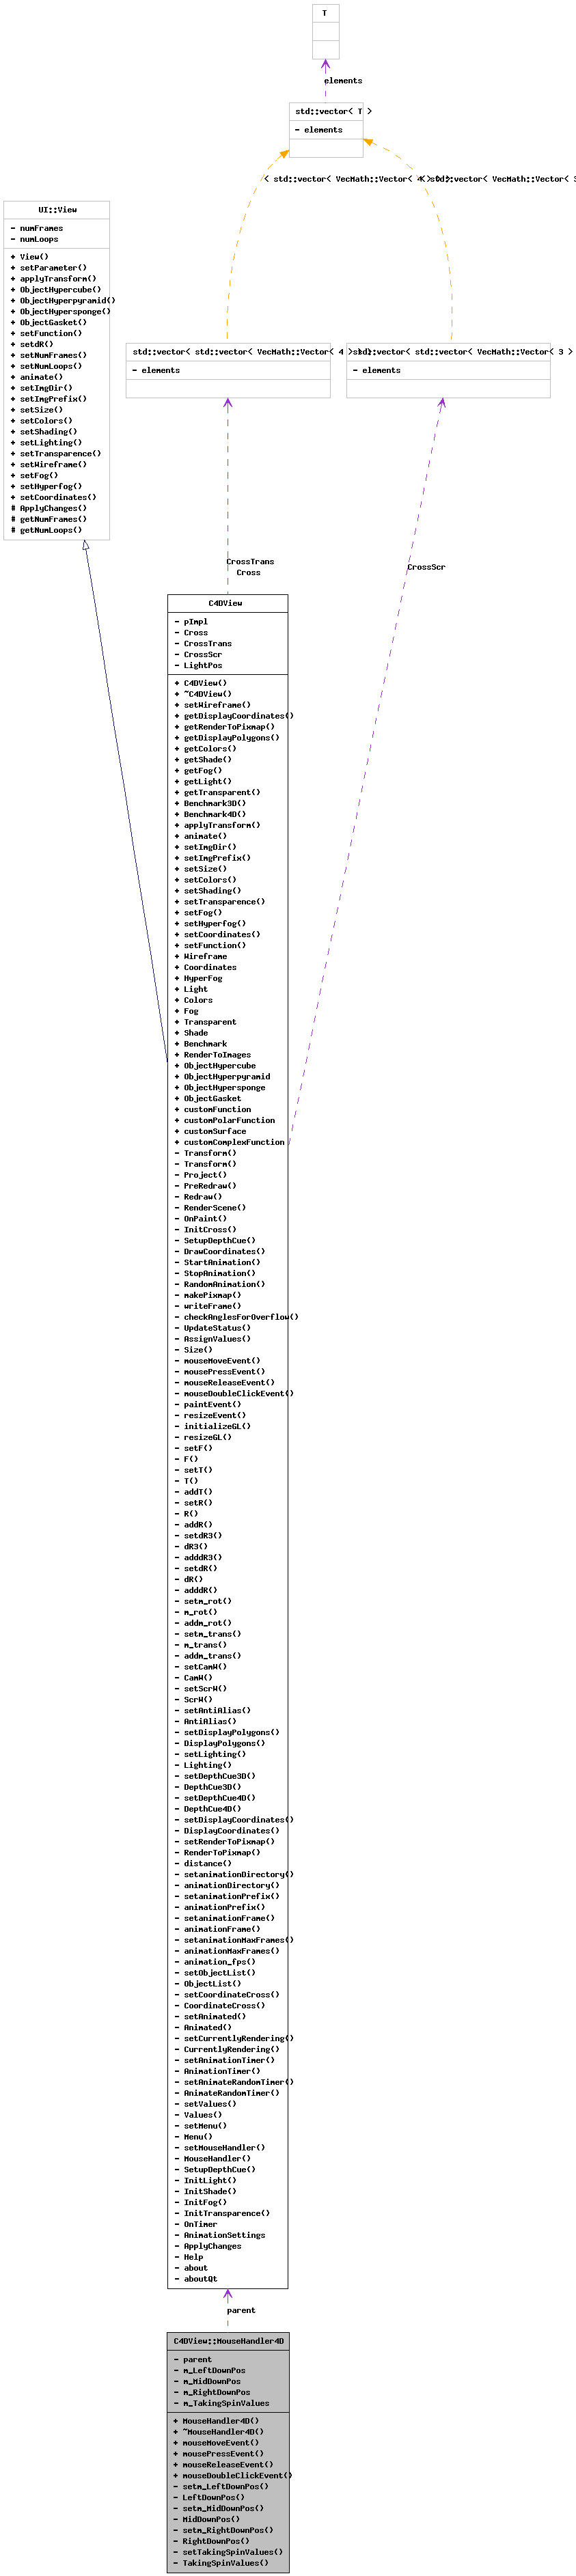 T
elements
std::vector< T >
- elements
< std::vector< VecMath::Vector< 4
std::vector< VecMath::Vector< 3
UI::View
- numFrames
- numLoops
+ View()
+ setParameter()
+ applyTransform()
+ ObjectHypercube()
+ ObjectHyperpyramid()
+ ObjectHypersponge()
+ ObjectGasket()
+ setFunction()
+ setdR()
+ setNumFrames()
+ setNumLoops()
+ animate()
+ setImgDir()
+ setImgPrefix()
+ setSize()
+ setColors()
+ setShading()
+ setLighting()
+ setTransparence()
+ setWireframe()
+ setFog()
+ setHyperfog()
+ setCoordinates()
# ApplyChanges()
# getNumFrames()
# getNumLoops()
std::vector< std::vector< VecMath::Vector< 4
- elements
std::vector< std::vector< VecMath::Vector< 3 >
- elements
CrossTrans
Cross
CrossScr
C4DView
- pImpl
- Cross
- CrossTrans
- CrossScr
- LightPos
+ C4DView()
+ ~C4DView()
+ setWireframe()
+ getDisplayCoordinates()
+ getRenderToPixmap()
+ getDisplayPolygons()
+ getColors()
+ getShade()
+ getFog()
+ getLight()
+ getTransparent()
+ Benchmark3D()
+ Benchmark4D()
+ applyTransform()
+ animate()
+ setImgDir()
+ setImgPrefix()
+ setSize()
+ setColors()
+ setShading()
+ setTransparence()
+ setFog()
+ setHyperfog()
+ setCoordinates()
+ setFunction()
+ Wireframe
+ Coordinates
+ HyperFog
+ Light
+ Colors
+ Fog
+ Transparent
+ Shade
+ Benchmark
+ RenderToImages
+ ObjectHypercube
+ ObjectHyperpyramid
+ ObjectHypersponge
+ ObjectGasket
+ customFunction
+ customPolarFunction
+ customSurface
+ customComplexFunction
- Transform()
- Transform()
- Project()
- PreRedraw()
- Redraw()
- RenderScene()
- OnPaint()
- InitCross()
- SetupDepthCue()
- DrawCoordinates()
- StartAnimation()
- StopAnimation()
- RandomAnimation()
- makePixmap()
- writeFrame()
- checkAnglesForOverflow()
- UpdateStatus()
- AssignValues()
- Size()
- mouseMoveEvent()
- mousePressEvent()
- mouseReleaseEvent()
- mouseDoubleClickEvent()
- paintEvent()
- resizeEvent()
- initializeGL()
- resizeGL()
- setF()
- F()
- setT()
- T()
- addT()
- setR()
- R()
- addR()
- setdR3()
- dR3()
- adddR3()
- setdR()
- dR()
- adddR()
- setm_rot()
- m_rot()
- addm_rot()
- setm_trans()
- m_trans()
- addm_trans()
- setCamW()
- CamW()
- setScrW()
- ScrW()
- setAntiAlias()
- AntiAlias()
- setDisplayPolygons()
- DisplayPolygons()
- setLighting()
- Lighting()
- setDepthCue3D()
- DepthCue3D()
- setDepthCue4D()
- DepthCue4D()
- setDisplayCoordinates()
- DisplayCoordinates()
- setRenderToPixmap()
- RenderToPixmap()
- distance()
- setanimationDirectory()
- animationDirectory()
- setanimationPrefix()
- animationPrefix()
- setanimationFrame()
- animationFrame()
- setanimationMaxFrames()
- animationMaxFrames()
- animation_fps()
- setObjectList()
- ObjectList()
- setCoordinateCross()
- CoordinateCross()
- setAnimated()
- Animated()
- setCurrentlyRendering()
- CurrentlyRendering()
- setAnimationTimer()
- AnimationTimer()
- setAnimateRandomTimer()
- AnimateRandomTimer()
- setValues()
- Values()
- setMenu()
- Menu()
- setMouseHandler()
- MouseHandler()
- SetupDepthCue()
- InitLight()
- InitShade()
- InitFog()
- InitTransparence()
- OnTimer
- AnimationSettings
- ApplyChanges
- Help
- about
- aboutQt
parent
C4DView::MouseHandler4D
- parent
- m_LeftDownPos
- m_MidDownPos
- m_RightDownPos
- m_TakingSpinValues
+ MouseHandler4D()
+ ~MouseHandler4D()
+ mouseMoveEvent()
+ mousePressEvent()
+ mouseReleaseEvent()
+ mouseDoubleClickEvent()
- setm_LeftDownPos()
- LeftDownPos()
- setm_MidDownPos()
- MidDownPos()
- setm_RightDownPos()
- RightDownPos()
- setTakingSpinValues()
- TakingSpinValues()